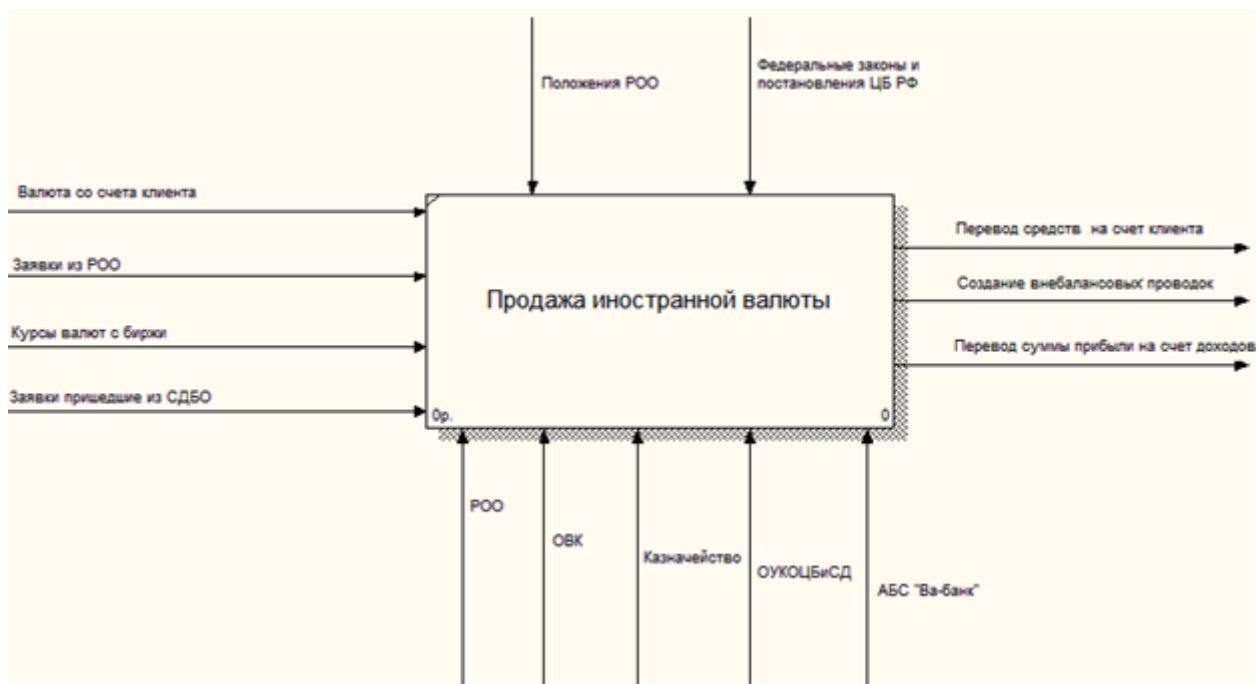 Положения РОО
Федеральные законы и
постановления ЦБ РФ
Валюта со счета клиента
Заявки из РОО
Курсы валют с биржи
Заявки пришедшие из СДБО
Продажа иностранной валюты
0р.
0
Перевод средств на счет клиента
Создание внебалансовых проводок
Перевод суммы прибыли на счет доходов
РОО
ОВК
Казначейство
ОУКОЦБиСД
АБС "Ва-банк"